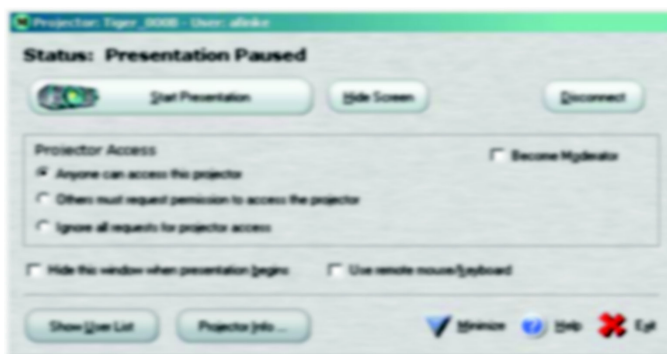 Projector: Tiger_000B - User: alinke
Status: Presentation Paused
Start Presentation Hide Screen Disconnect
Projector Access
Become Moderator
Anyone can access this projector
Others must request permission to access the projector
Ignore all requests for projector access
Hide this window when presentation begins Use remote mouse/keyboard
Show User List Projector Info ... Minimize Help Exit